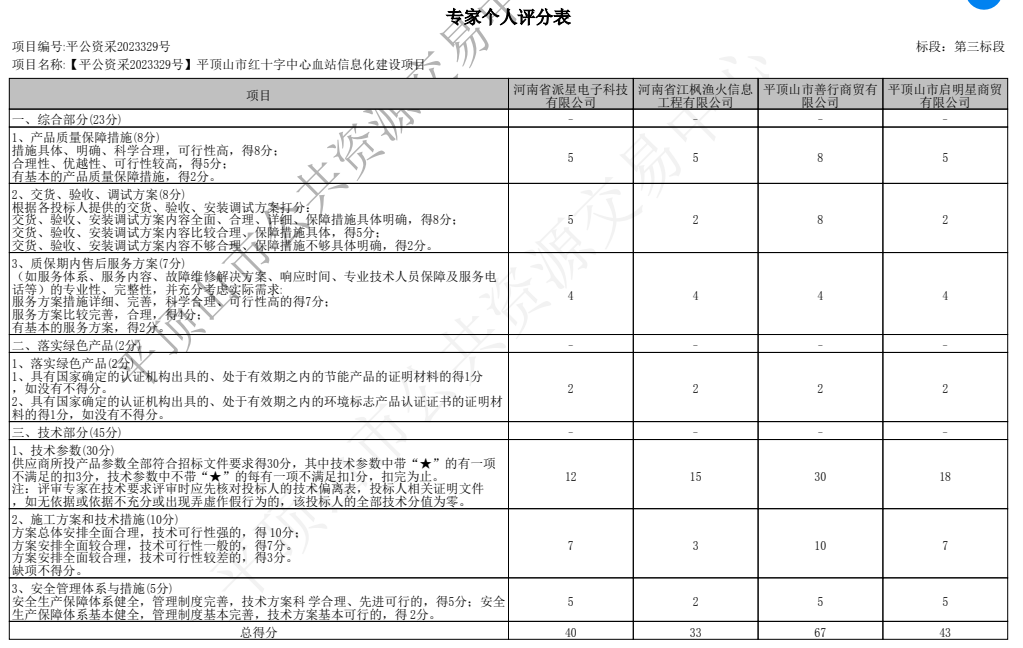 专家个人评分表
项目编号:平公资采2023329号
标段: 第三标段
项目名称:【平公资采2023329号】平顶山市红十字中心血站信息化建设项目
项目 河南省派星电子科技有限公司 河南省江枫渔火信息工程有限公司 平顶山市善行商贸有限公司 平顶山市启明星商贸有限公司
一、综合部分(23分) - - - -
1、产品质量保障措施(8分)
措施具体、明确、科学合理，可行性高，得8分；
合理性、优越性、可行性较高，得5分；
有基本的产品质量保障措施，得2分。
5 5 8 5
2、交货、验收、调试方案(8分)
根据各投标人提供的交货、验收、安装调试方案打分；
交货、验收、安装调试方案内容全面、合理、详细、保障措施具体明确，得8分；
交货、验收、安装调试方案内容比较合理、保障措施具体，得5分；
交货、验收、安装调试方案内容不够合理、保障措施不够具体明确，得2分。
5 2 8 2
3、质保期内售后服务方案(7分)
（如服务体系、服务内容、故障维修解决方案、响应时间、专业技术人员保障及服务电
话等）的专业性、完整性，并充分考虑实际需求:
服务方案措施详细、完善，科学合理、可行性高的得7分；
服务方案比较完善，合理，得4分；
有基本的服务方案，得2分。
4 4 4 4
二、落实绿色产品(2分) - - - -
1、落实绿色产品(2分)
1、具有国家确定的认证机构出具的、处于有效期之内的节能产品的证明材料的得1分
，如没有不得分。
2、具有国家确定的认证机构出具的、处于有效期之内的环境标志产品认证证书的证明材
料的得1分，如没有不得分。
2 2 2 2
三、技术部分(45分) - - - -
1、技术参数(30分)
供应商所投产品参数全部符合招标文件要求得30分，其中技术参数中带“★”的有一项
不满足的扣3分，技术参数中不带“★”的每有一项不满足扣1分，扣完为止。
注: 评审专家在技术要求评审时应先核对投标人的技术偏离表，投标人相关证明文件
，如无依据或依据不充分或出现弄虚作假行为的，该投标人的全部技术分值为零。
12 15 30 18
2、施工方案和技术措施(10分)
方案总体安排全面合理，技术可行性强的，得 10分；
方案安排全面较合理，技术可行性一般的，得7分。
方案安排全面较合理，技术可行性较差的，得3分。
缺项不得分。
7 3 10 7
3、安全管理体系与措施(5分)
安全生产保障体系健全，管理制度完善，技术方案科 学合理、先进可行的，得5分；安全
生产保障体系基本健全，管理制度基本完善，技术方案基本可行的，得 2分。
5 2 5 5
总得分 40 33 67 43
平顶山市公共资源交易中心
平顶山市公共资源交易中心